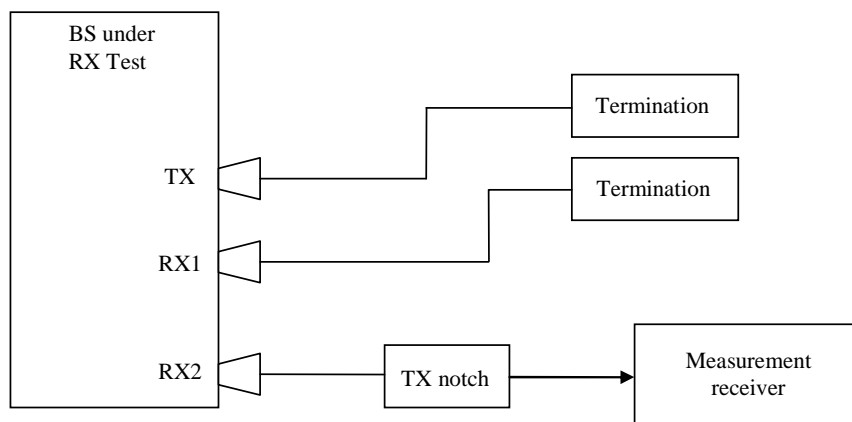 BS under
RX Test
Termination
TX
Termination
RX1
RX2
TX notch
Measurement
receiver